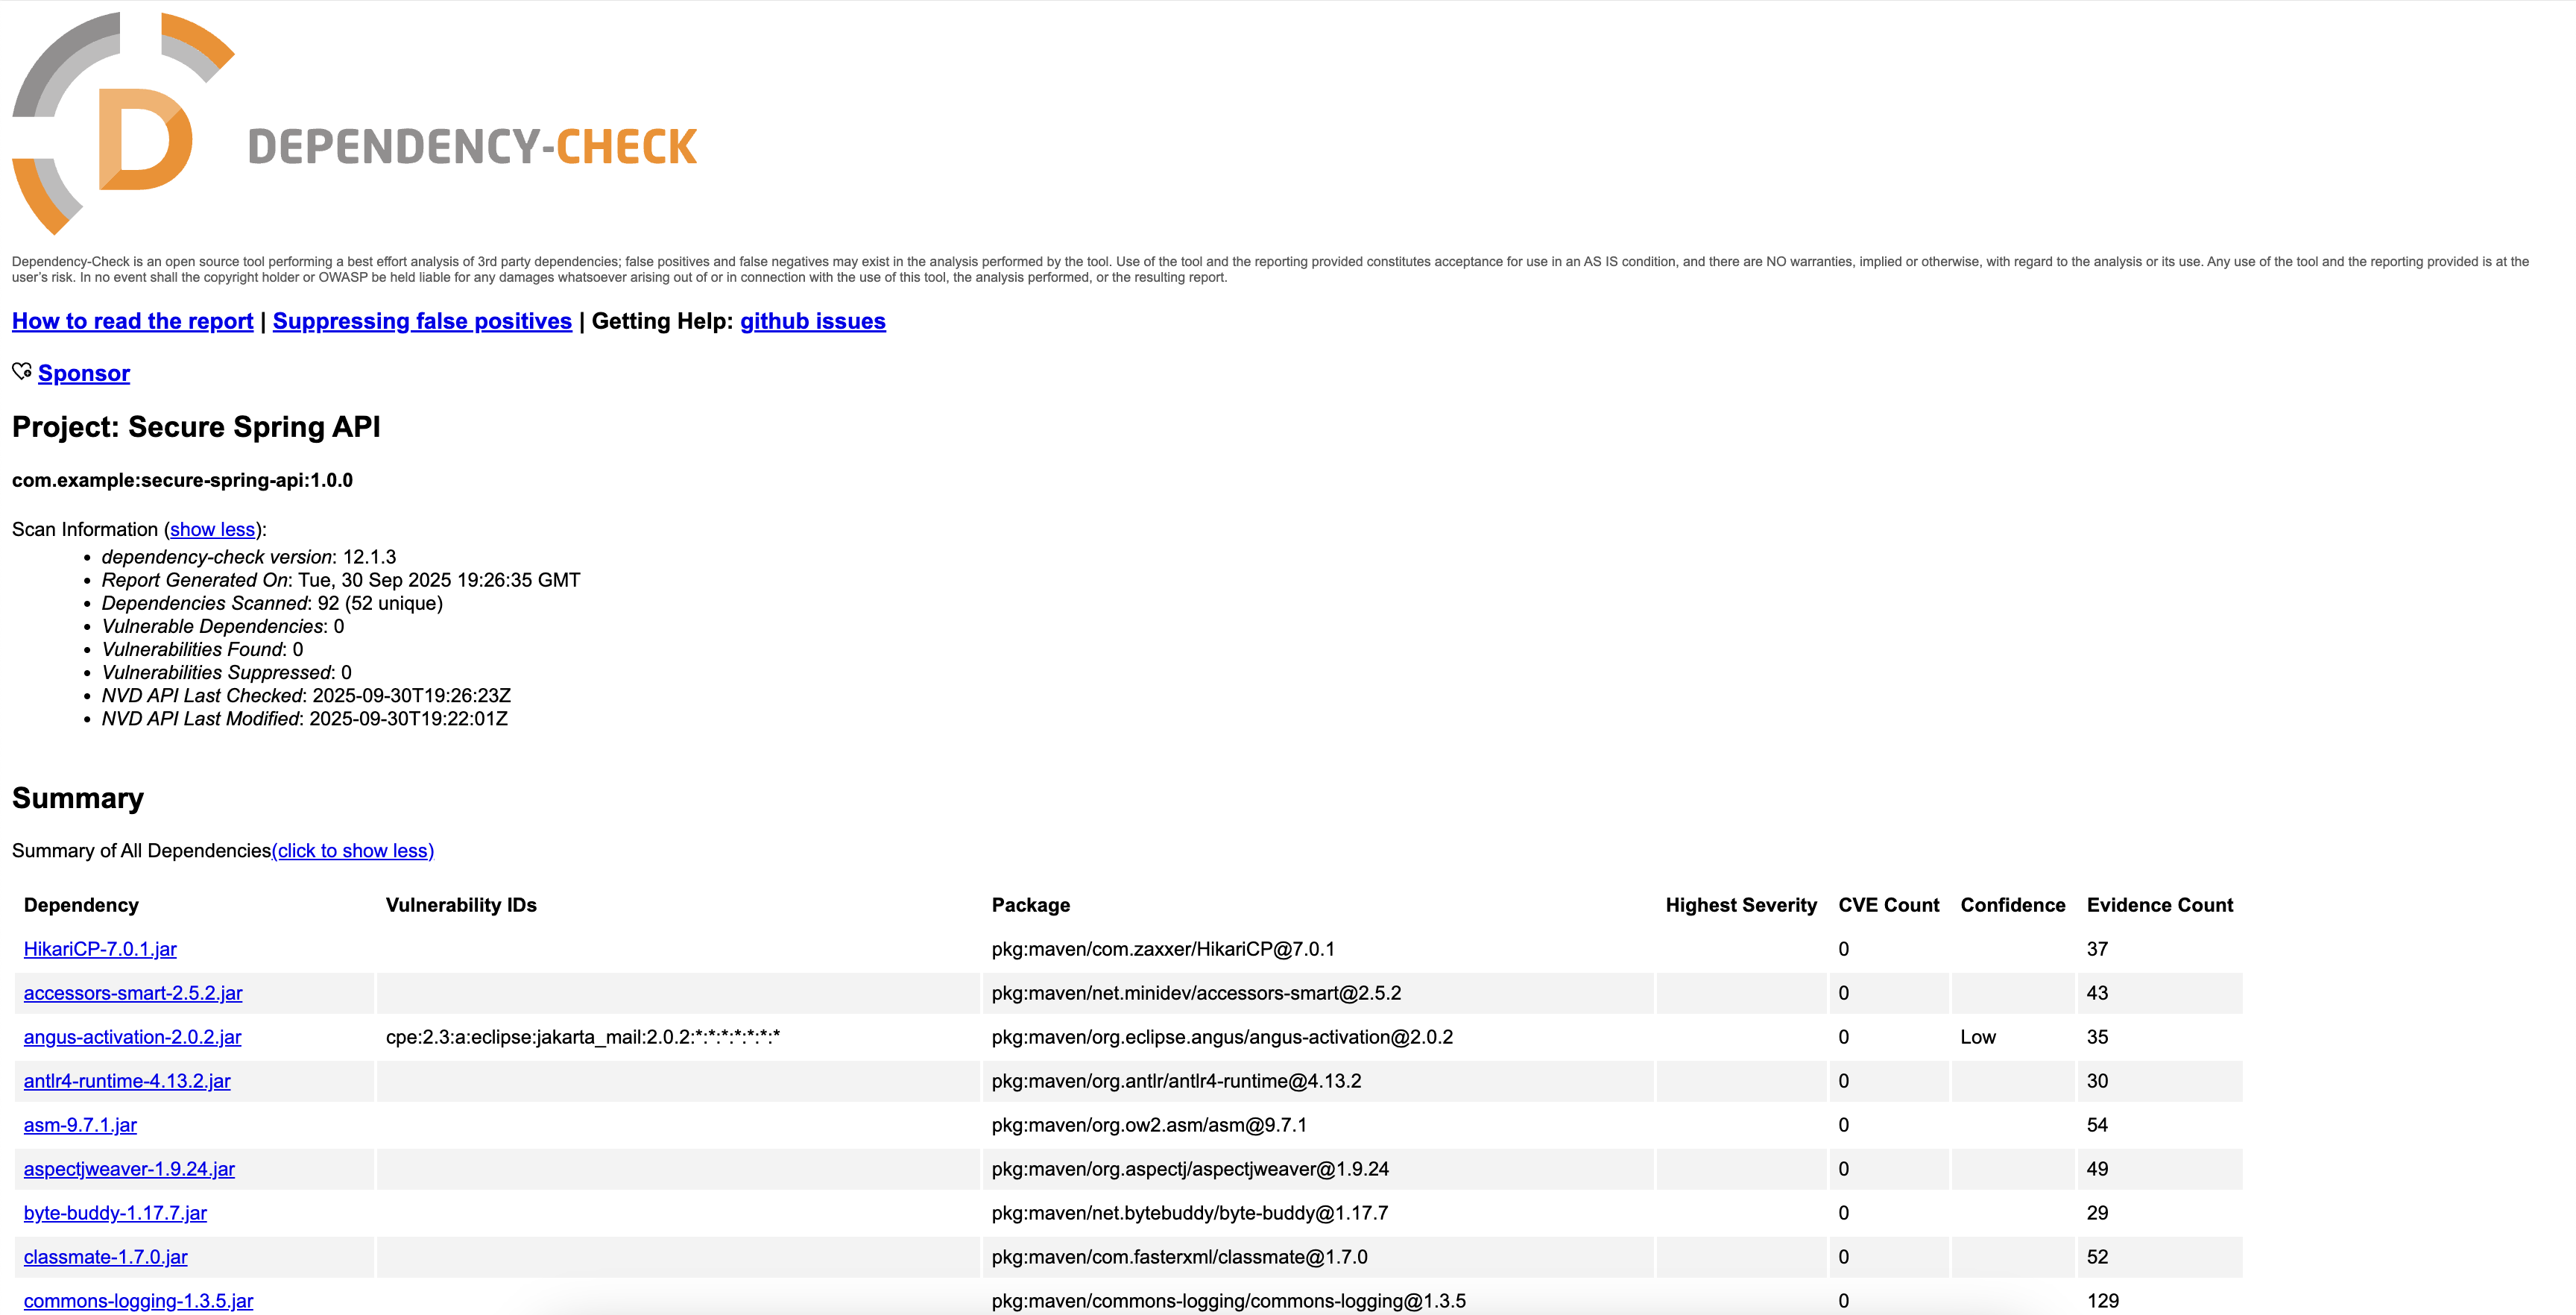 D
DEPENDENCY-CHECK
Dependency-Check is an open source tool performing a best effort analysis of 3rd party dependencies; false positives and false negatives may exist in the analysis performed by the tool. Use of the tool and the reporting provided constitutes acceptance for use in an AS IS condition, and there are NO warranties, implied or otherwise, with regard to the analysis or its use. Any use of the tool and the reporting provided is at the
user's risk. In no event shall the copyright holder or OWASP be held liable for any damages whatsoever arising out of or in connection with the use of this tool, the analysis performed, or the resulting report.
How to read the report | Suppressing false positives | Getting Help: github issues
Sponsor
Project: Secure Spring API
com.example:secure-spring-api:1.0.0
Scan Information (show less):
• dependency-check version: 12.1.3
• Report Generated On: Tue, 30 Sep 2025 19:26:35 GMT
• Dependencies Scanned: 92 (52 unique)
• Vulnerable Dependencies: 0
• Vulnerabilities Found: 0
• Vulnerabilities Suppressed: 0
• NVD API Last Checked: 2025-09-30T19:26:23Z
• NVD API Last Modified: 2025-09-30T19:22:01Z
Summary
Summary of All Dependencies(click to show less)
Dependency Vulnerability IDs Package Highest Severity CVE Count Confidence Evidence Count
HikariCP-7.0.1.jar pkg:maven/com.zaxxer/HikariCP@7.0.1 0 37
accessors-smart-2.5.2.jar pkg:maven/net.minidev/accessors-smart@2.5.2 0 43
angus-activation-2.0.2.jar cpe:2.3:a:eclipse:jakarta_mail:2.0.2:*:*:*:*:*:*:* pkg:maven/org.eclipse.angus/angus-activation@2.0.2 0 Low 35
antlr4-runtime-4.13.2.jar pkg:maven/org.antlr/antlr4-runtime@4.13.2 0 30
asm-9.7.1.jar pkg:maven/org.ow2.asm/asm@9.7.1 0 54
aspectjweaver-1.9.24.jar pkg:maven/org.aspectj/aspectjweaver@1.9.24 0 49
byte-buddy-1.17.7.jar pkg:maven/net.bytebuddy/byte-buddy@1.17.7 0 29
classmate-1.7.0.jar pkg:maven/com.fasterxml/classmate@1.7.0 0 52
commons-logging-1.3.5.jar pkg:maven/commons-logging/commons-logging@1.3.5 0 129